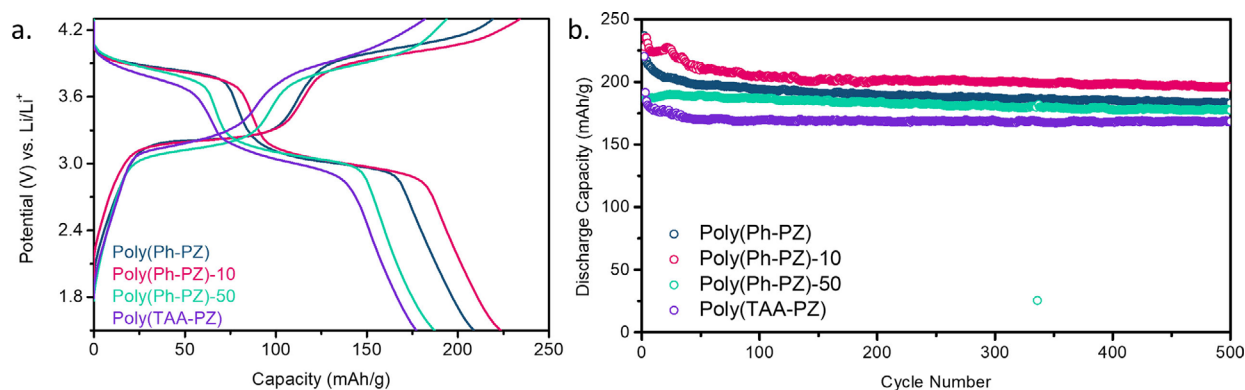 a.
Potential (V) vs. Li/Li+
4.2
3.6
3.0
2.4
1.8
Poly(Ph-PZ)
Poly(Ph-PZ)-10
Poly(Ph-PZ)-50
Poly(TAA-PZ)
0 50 100 150 200 250
Capacity (mAh/g)
b.
Discharge Capacity (mAh/g)
250
200
150
100
50
0
Poly(Ph-PZ)
Poly(Ph-PZ)-10
Poly(Ph-PZ)-50
Poly(TAA-PZ)
0 100 200 300 400 500
Cycle Number